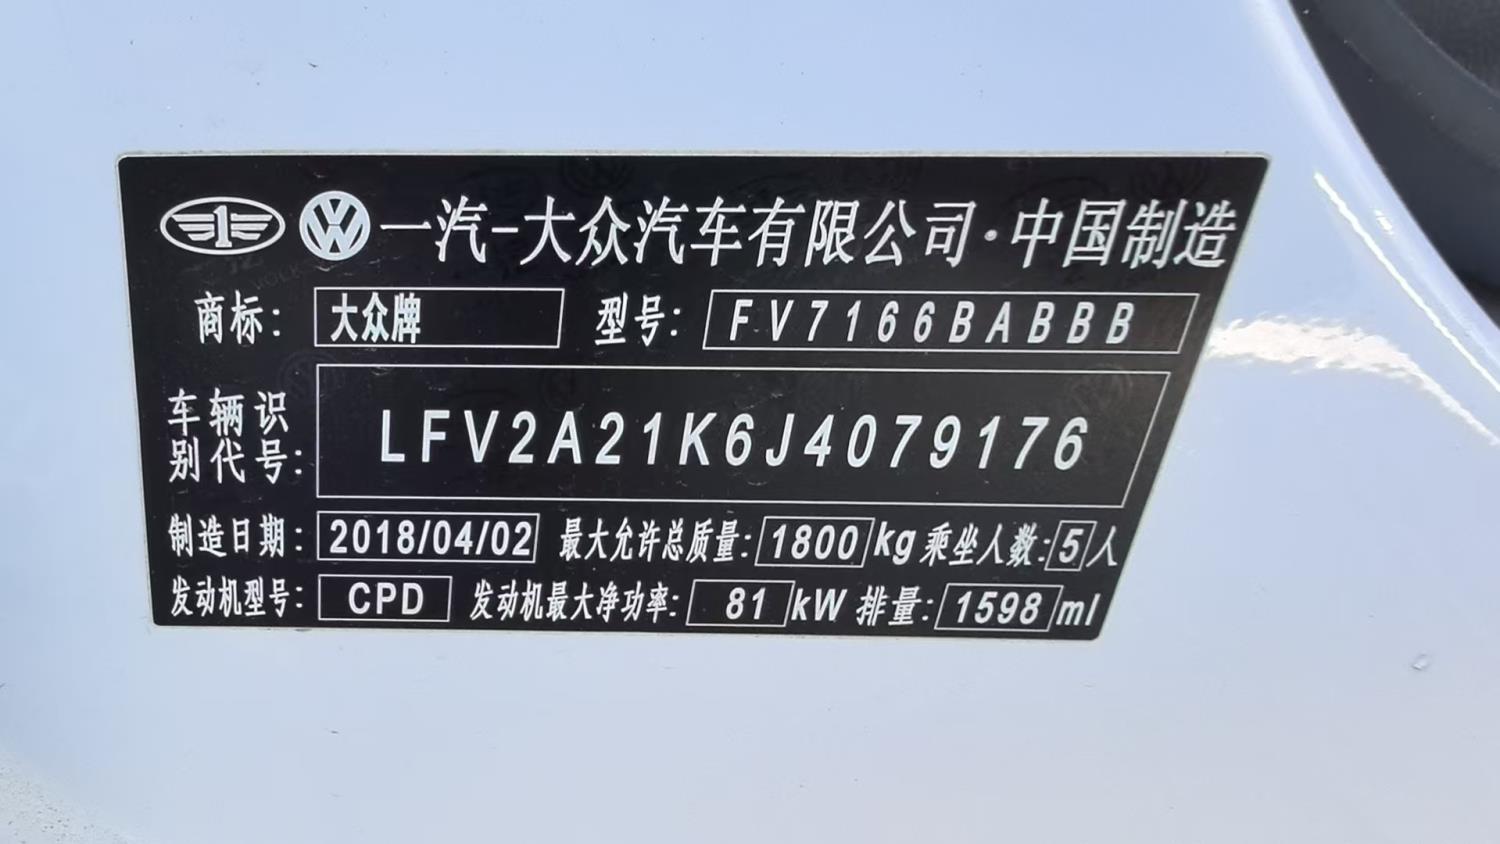 一汽-大众汽车有限公司·中国制造
商标: 大众牌 型号: FV7166BABBB
车辆识别代号: LFV2A21K6J4079176
制造日期: 2018/04/02 最大允许总质量: 1800 kg 乘坐人数: 5 人
发动机型号: CPD 发动机最大净功率: 81 kW 排量: 1598 ml